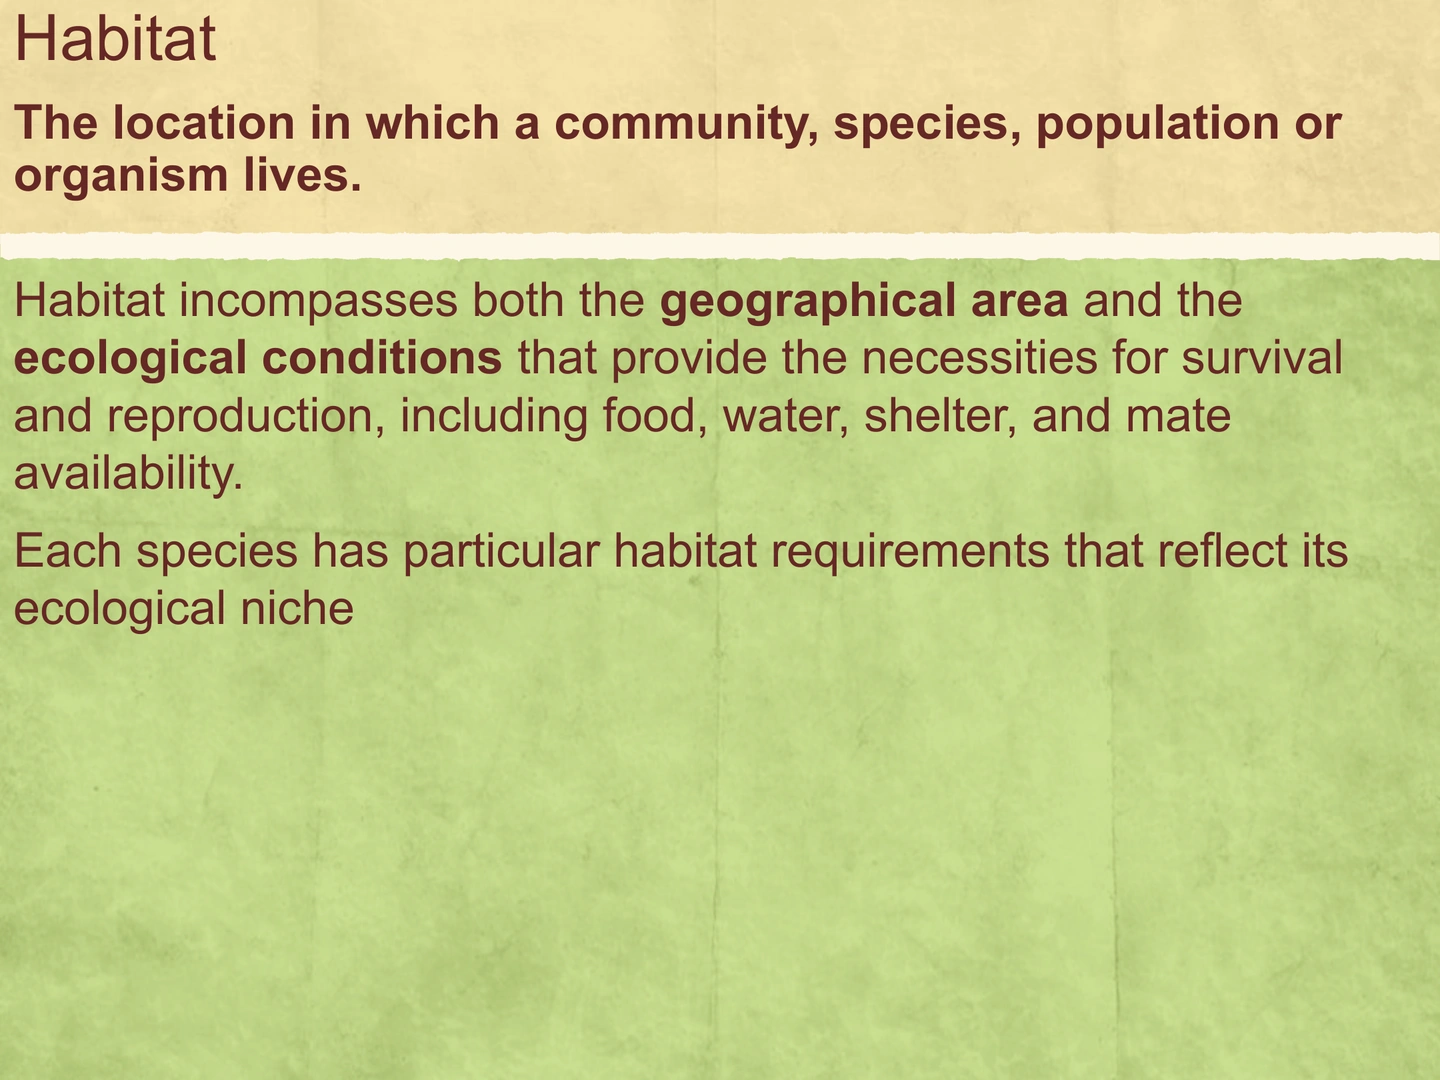 Habitat
The location in which a community, species, population or
organism lives.
Habitat incompasses both the geographical area and the
ecological conditions that provide the necessities for survival
and reproduction, including food, water, shelter, and mate
availability.
Each species has particular habitat requirements that reflect its
ecological niche